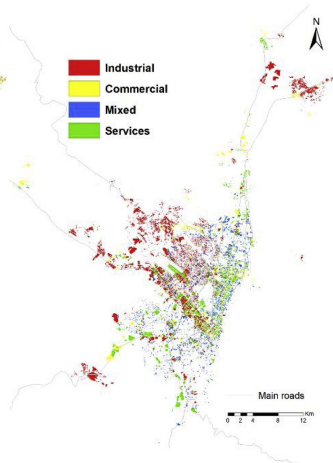 N
Industrial
Commercial
Mixed
Services
Main roads
0 2 4 8 12 Km